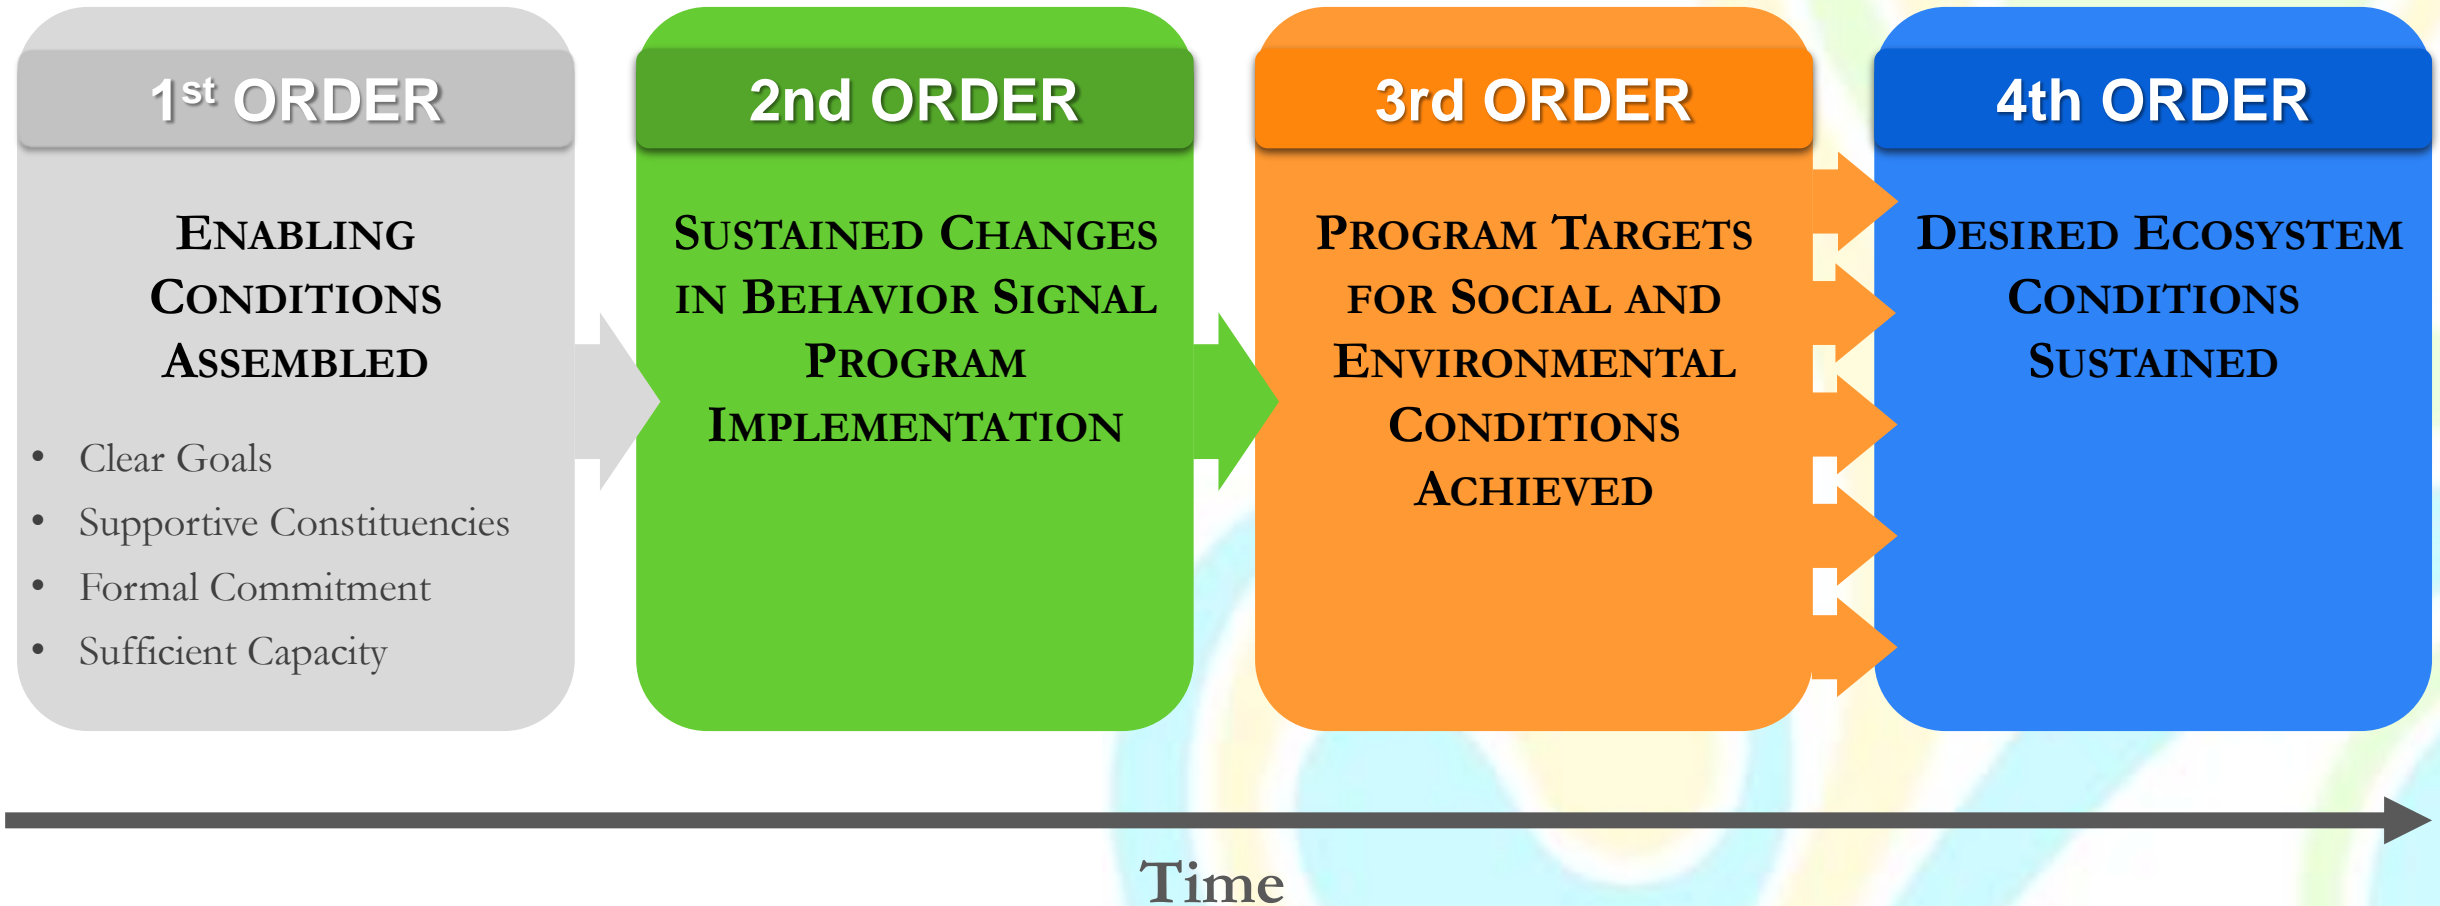 1st ORDER
ENABLING
CONDITIONS
ASSEMBLED
• Clear Goals
• Supportive Constituencies
• Formal Commitment
• Sufficient Capacity
2nd ORDER
SUSTAINED CHANGES
IN BEHAVIOR SIGNAL
PROGRAM
IMPLEMENTATION
3rd ORDER
PROGRAM TARGETS
FOR SOCIAL AND
ENVIRONMENTAL
CONDITIONS
ACHIEVED
4th ORDER
DESIRED ECOSYSTEM
CONDITIONS
SUSTAINED
Time